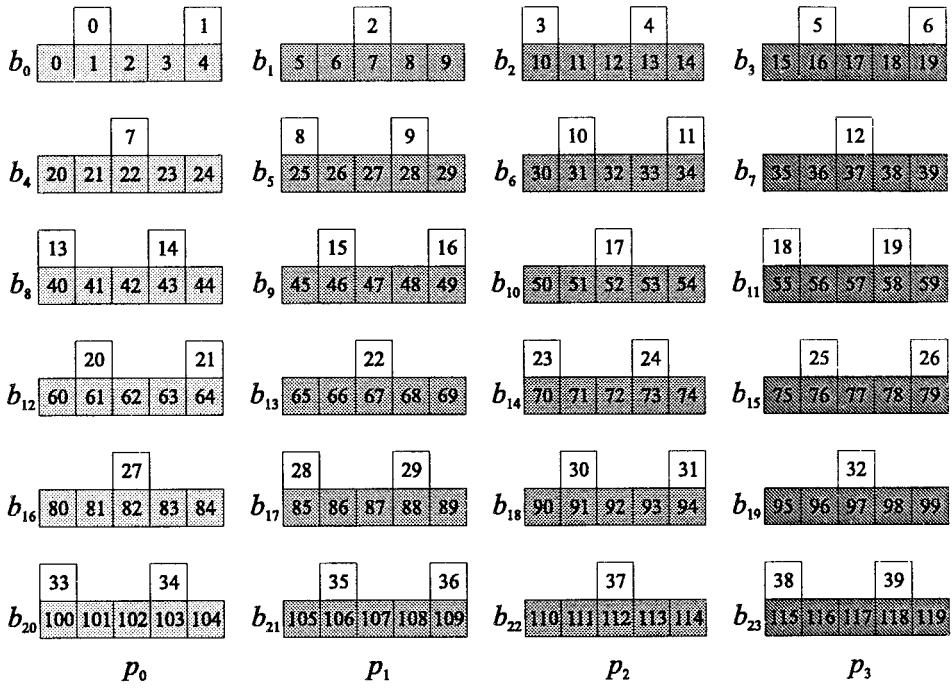 0 1 2 3 4 5 6
b0 0 1 2 3 4 b1 5 6 7 8 9 b2 10 11 12 13 14 b3 15 16 17 18 19
7 8 9 10 11 12
b4 20 21 22 23 24 b5 25 26 27 28 29 b6 30 31 32 33 34 b7 35 36 37 38 39
13 14 15 16 17 18 19
b8 40 41 42 43 44 b9 45 46 47 48 49 b10 50 51 52 53 54 b11 55 56 57 58 59
20 21 22 23 24 25 26
b12 60 61 62 63 64 b13 65 66 67 68 69 b14 70 71 72 73 74 b15 75 76 77 78 79
27 28 29 30 31 32
b16 80 81 82 83 84 b17 85 86 87 88 89 b18 90 91 92 93 94 b19 95 96 97 98 99
33 34 35 36 37 38 39
b20 100 101 102 103 104 b21 105 106 107 108 109 b22 110 111 112 113 114 b23 115 116 117 118 119
p0 p1 p2 p3